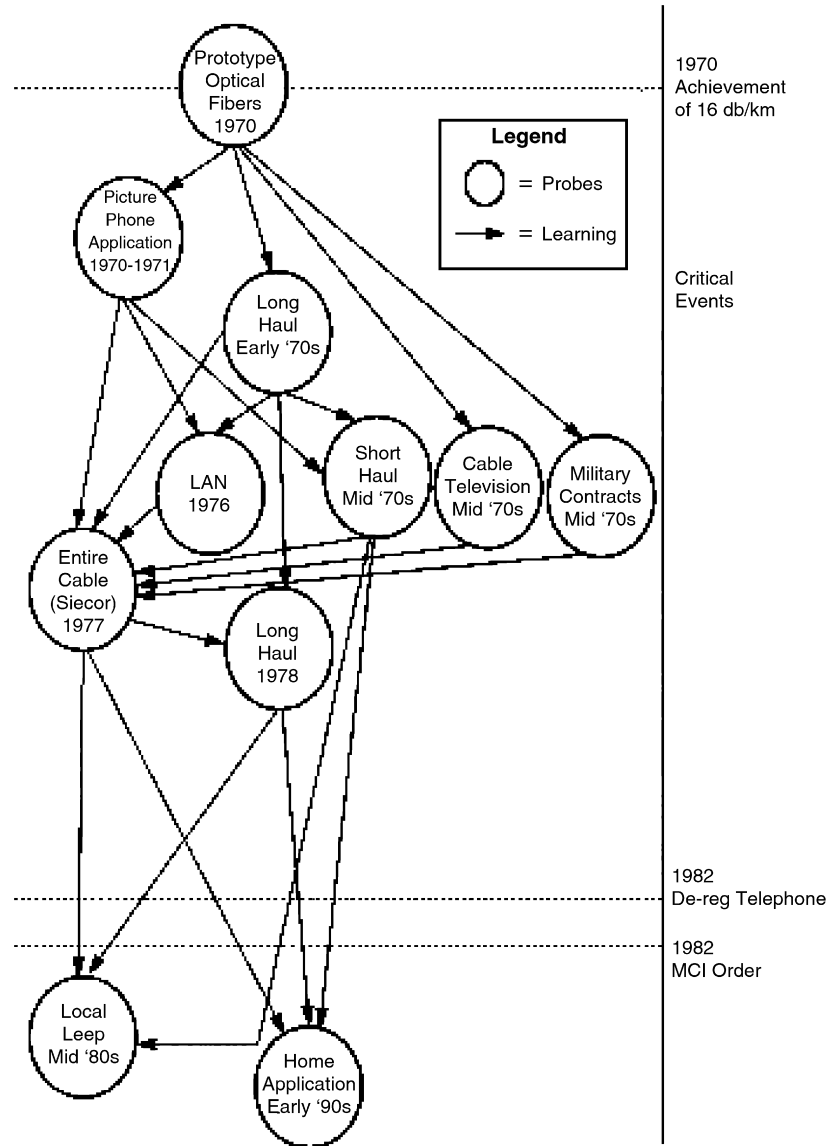 Prototype
Optical
Fibers
1970
1970
Achievement
of 16 db/km
Legend
= Probes
= Learning
Picture
Phone
Application
1970-1971
Critical
Events
Long
Haul
Early ‘70s
LAN
1976
Short
Haul
Mid ‘70s
Cable
Television
Mid ‘70s
Military
Contracts
Mid ‘70s
Entire
Cable
(Siecor)
1977
Long
Haul
1978
1982
De-reg Telephone
1982
MCI Order
Local
Leep
Mid ‘80s
Home
Application
Early ‘90s